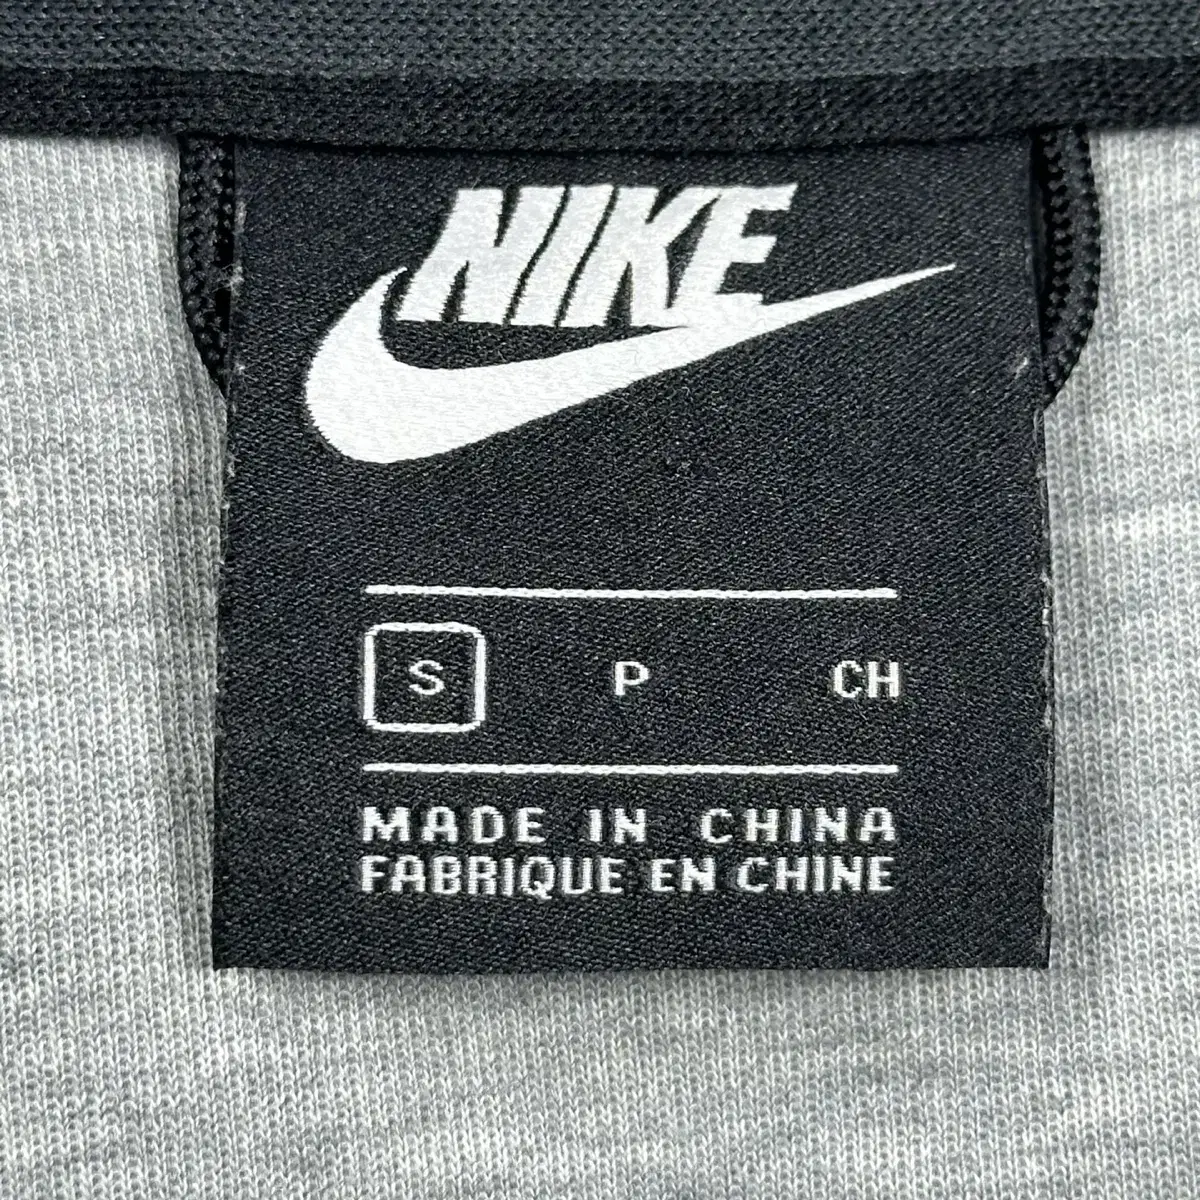 NIKE
S P CH
MADE IN CHINA
FABRIQUE EN CHINE